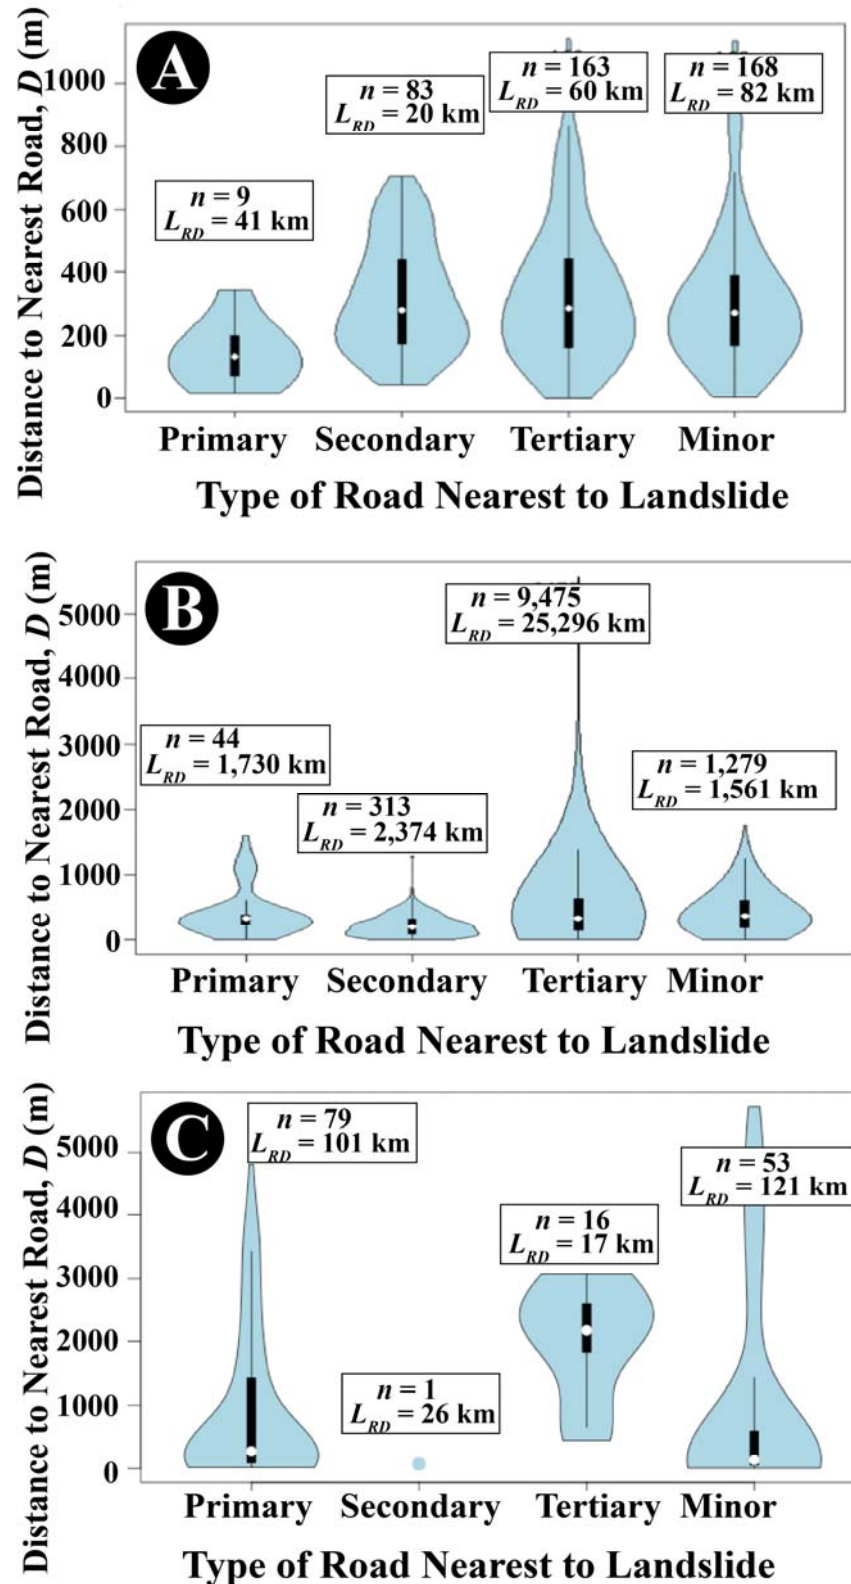 A
Distance to Nearest Road, D (m)
1000
800
600
400
200
0
n = 9
L_RD = 41 km
n = 83
L_RD = 20 km
n = 163
L_RD = 60 km
n = 168
L_RD = 82 km
Primary Secondary Tertiary Minor
Type of Road Nearest to Landslide
B
Distance to Nearest Road, D (m)
5000
4000
3000
2000
1000
0
n = 44
L_RD = 1,730 km
n = 313
L_RD = 2,374 km
n = 9,475
L_RD = 25,296 km
n = 1,279
L_RD = 1,561 km
Primary Secondary Tertiary Minor
Type of Road Nearest to Landslide
C
Distance to Nearest Road, D (m)
5000
4000
3000
2000
1000
0
n = 79
L_RD = 101 km
n = 1
L_RD = 26 km
n = 16
L_RD = 17 km
n = 53
L_RD = 121 km
Primary Secondary Tertiary Minor
Type of Road Nearest to Landslide